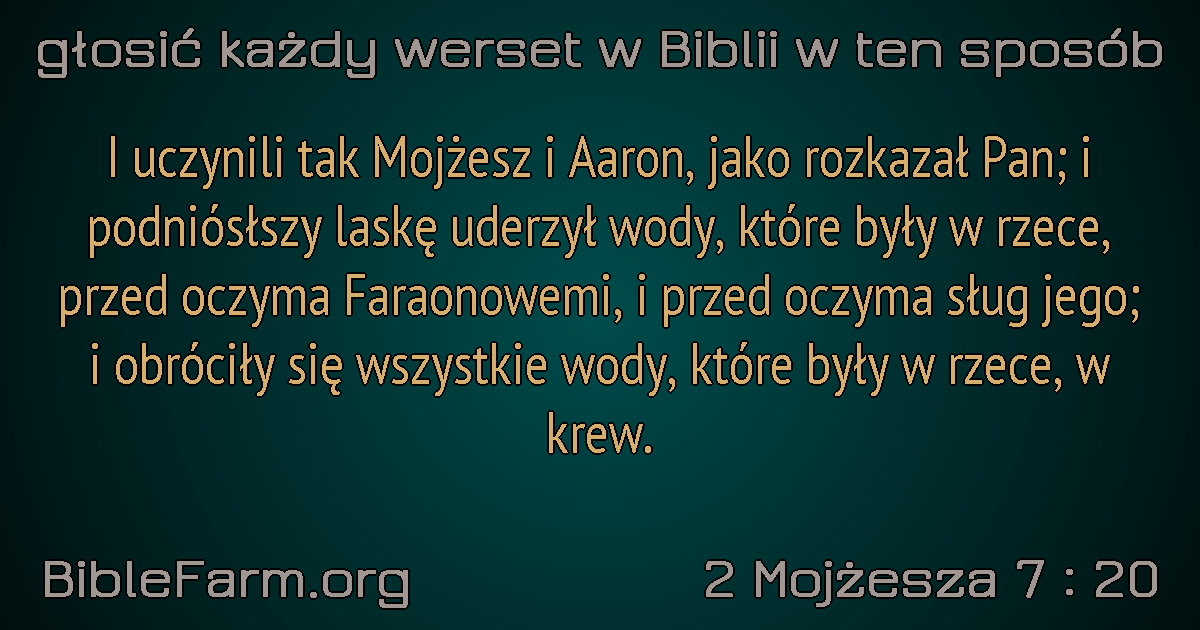 głosić każdy werset w Biblii w ten sposób
I uczynili tak Mojżesz i Aaron, jako rozkazał Pan; i
podniósłszy laskę uderzył wody, które były w rzece,
przed oczyma Faraonowemi, i przed oczyma sług jego;
i obróciły się wszystkie wody, które były w rzece, w
krew.
BibleFarm.org
2 Mojżesza 7 : 20